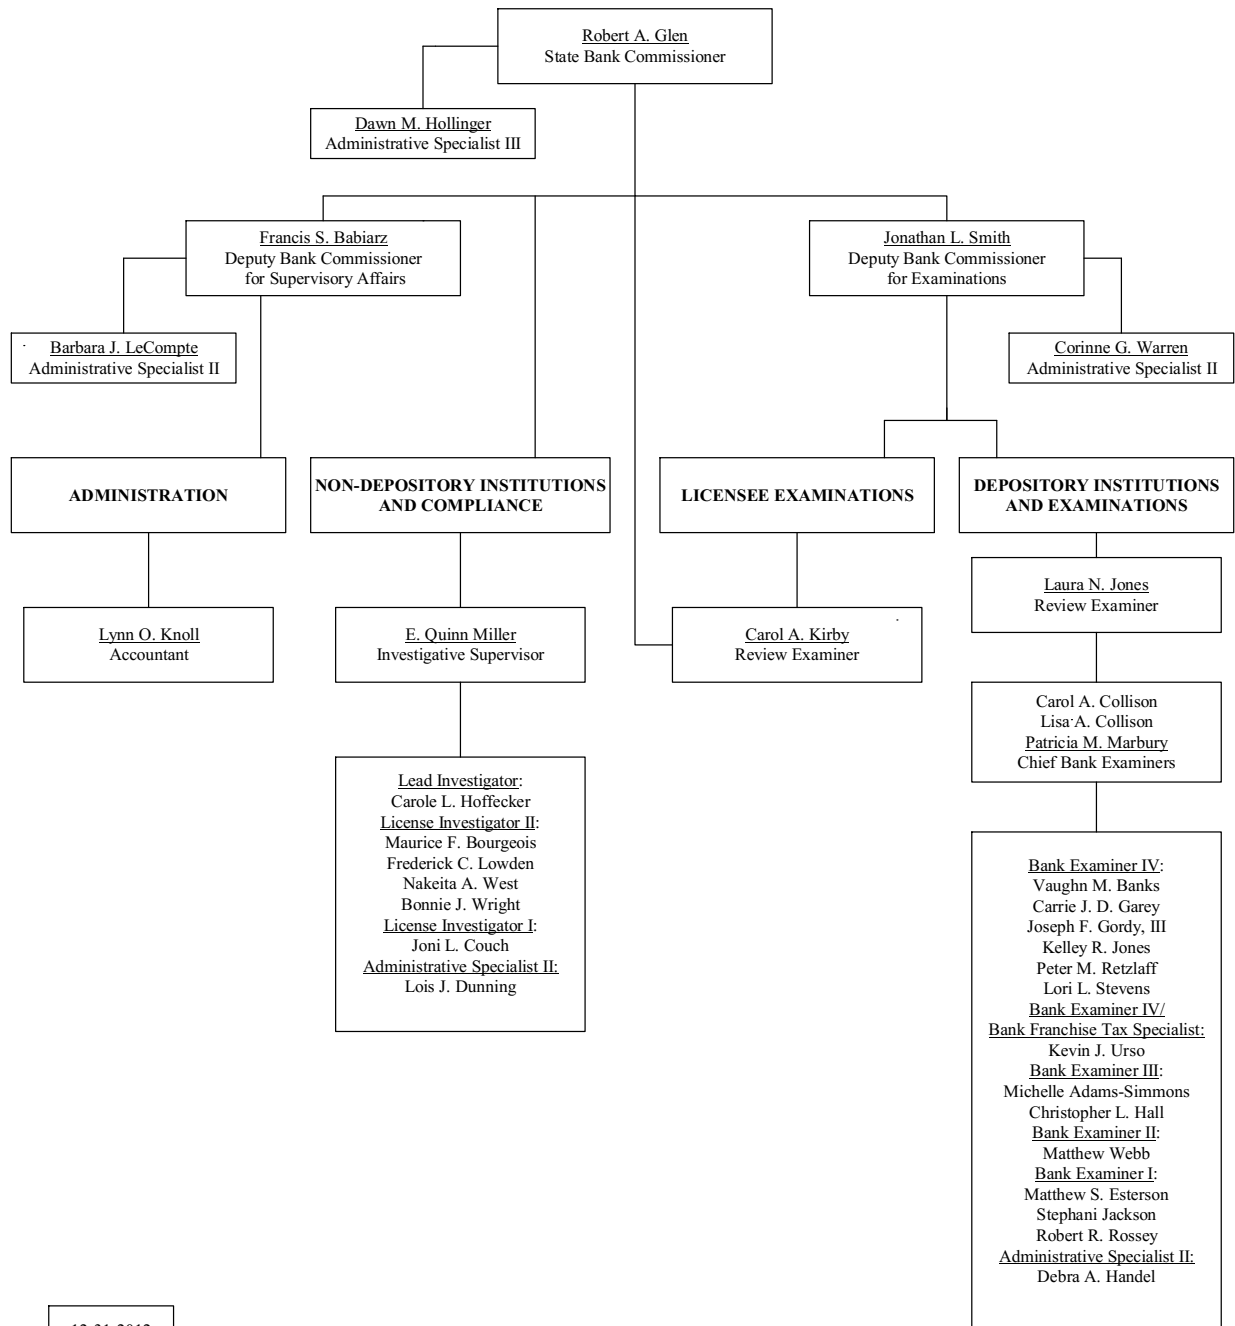 Robert A. Glen
State Bank Commissioner
Dawn M. Hollinger
Administrative Specialist III
Francis S. Babiarz
Deputy Bank Commissioner
for Supervisory Affairs
Jonathan L. Smith
Deputy Bank Commissioner
for Examinations
Barbara J. LeCompte
Administrative Specialist II
Corinne G. Warren
Administrative Specialist II
ADMINISTRATION
NON-DEPOSITORY INSTITUTIONS
AND COMPLIANCE
LICENSEE EXAMINATIONS
DEPOSITORY INSTITUTIONS
AND EXAMINATIONS
Lynn O. Knoll
Accountant
E. Quinn Miller
Investigative Supervisor
Carol A. Kirby
Review Examiner
Laura N. Jones
Review Examiner
Carol A. Collison
Lisa A. Collison
Patricia M. Marbury
Chief Bank Examiners
Lead Investigator:
Carole L. Hoffecker
License Investigator II:
Maurice F. Bourgeois
Frederick C. Lowden
Nakeita A. West
Bonnie J. Wright
License Investigator I:
Joni L. Couch
Administrative Specialist II:
Lois J. Dunning
Bank Examiner IV:
Vaughn M. Banks
Carrie J. D. Garey
Joseph F. Gordy, III
Kelley R. Jones
Peter M. Retzlaff
Lori L. Stevens
Bank Examiner IV/
Bank Franchise Tax Specialist:
Kevin J. Urso
Bank Examiner III:
Michelle Adams-Simmons
Christopher L. Hall
Bank Examiner II:
Matthew Webb
Bank Examiner I:
Matthew S. Esterson
Stephani Jackson
Robert R. Rossey
Administrative Specialist II:
Debra A. Handel